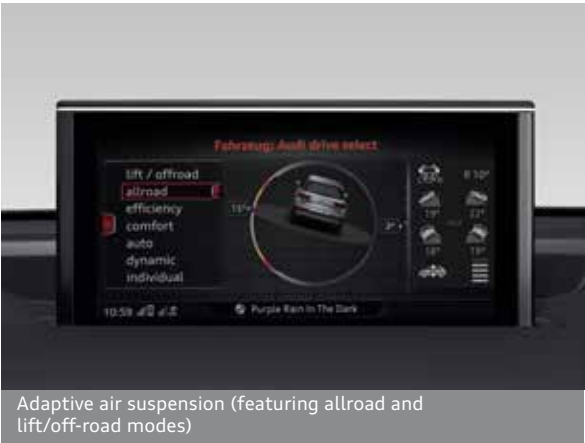 Fahrzeug: Audi drive select
lift / offroad
allroad
efficiency
comfort
auto
dynamic
individual
15°
10:59
Purple Rain In The Dark
Adaptive air suspension (featuring allroad and
lift/off-road modes)